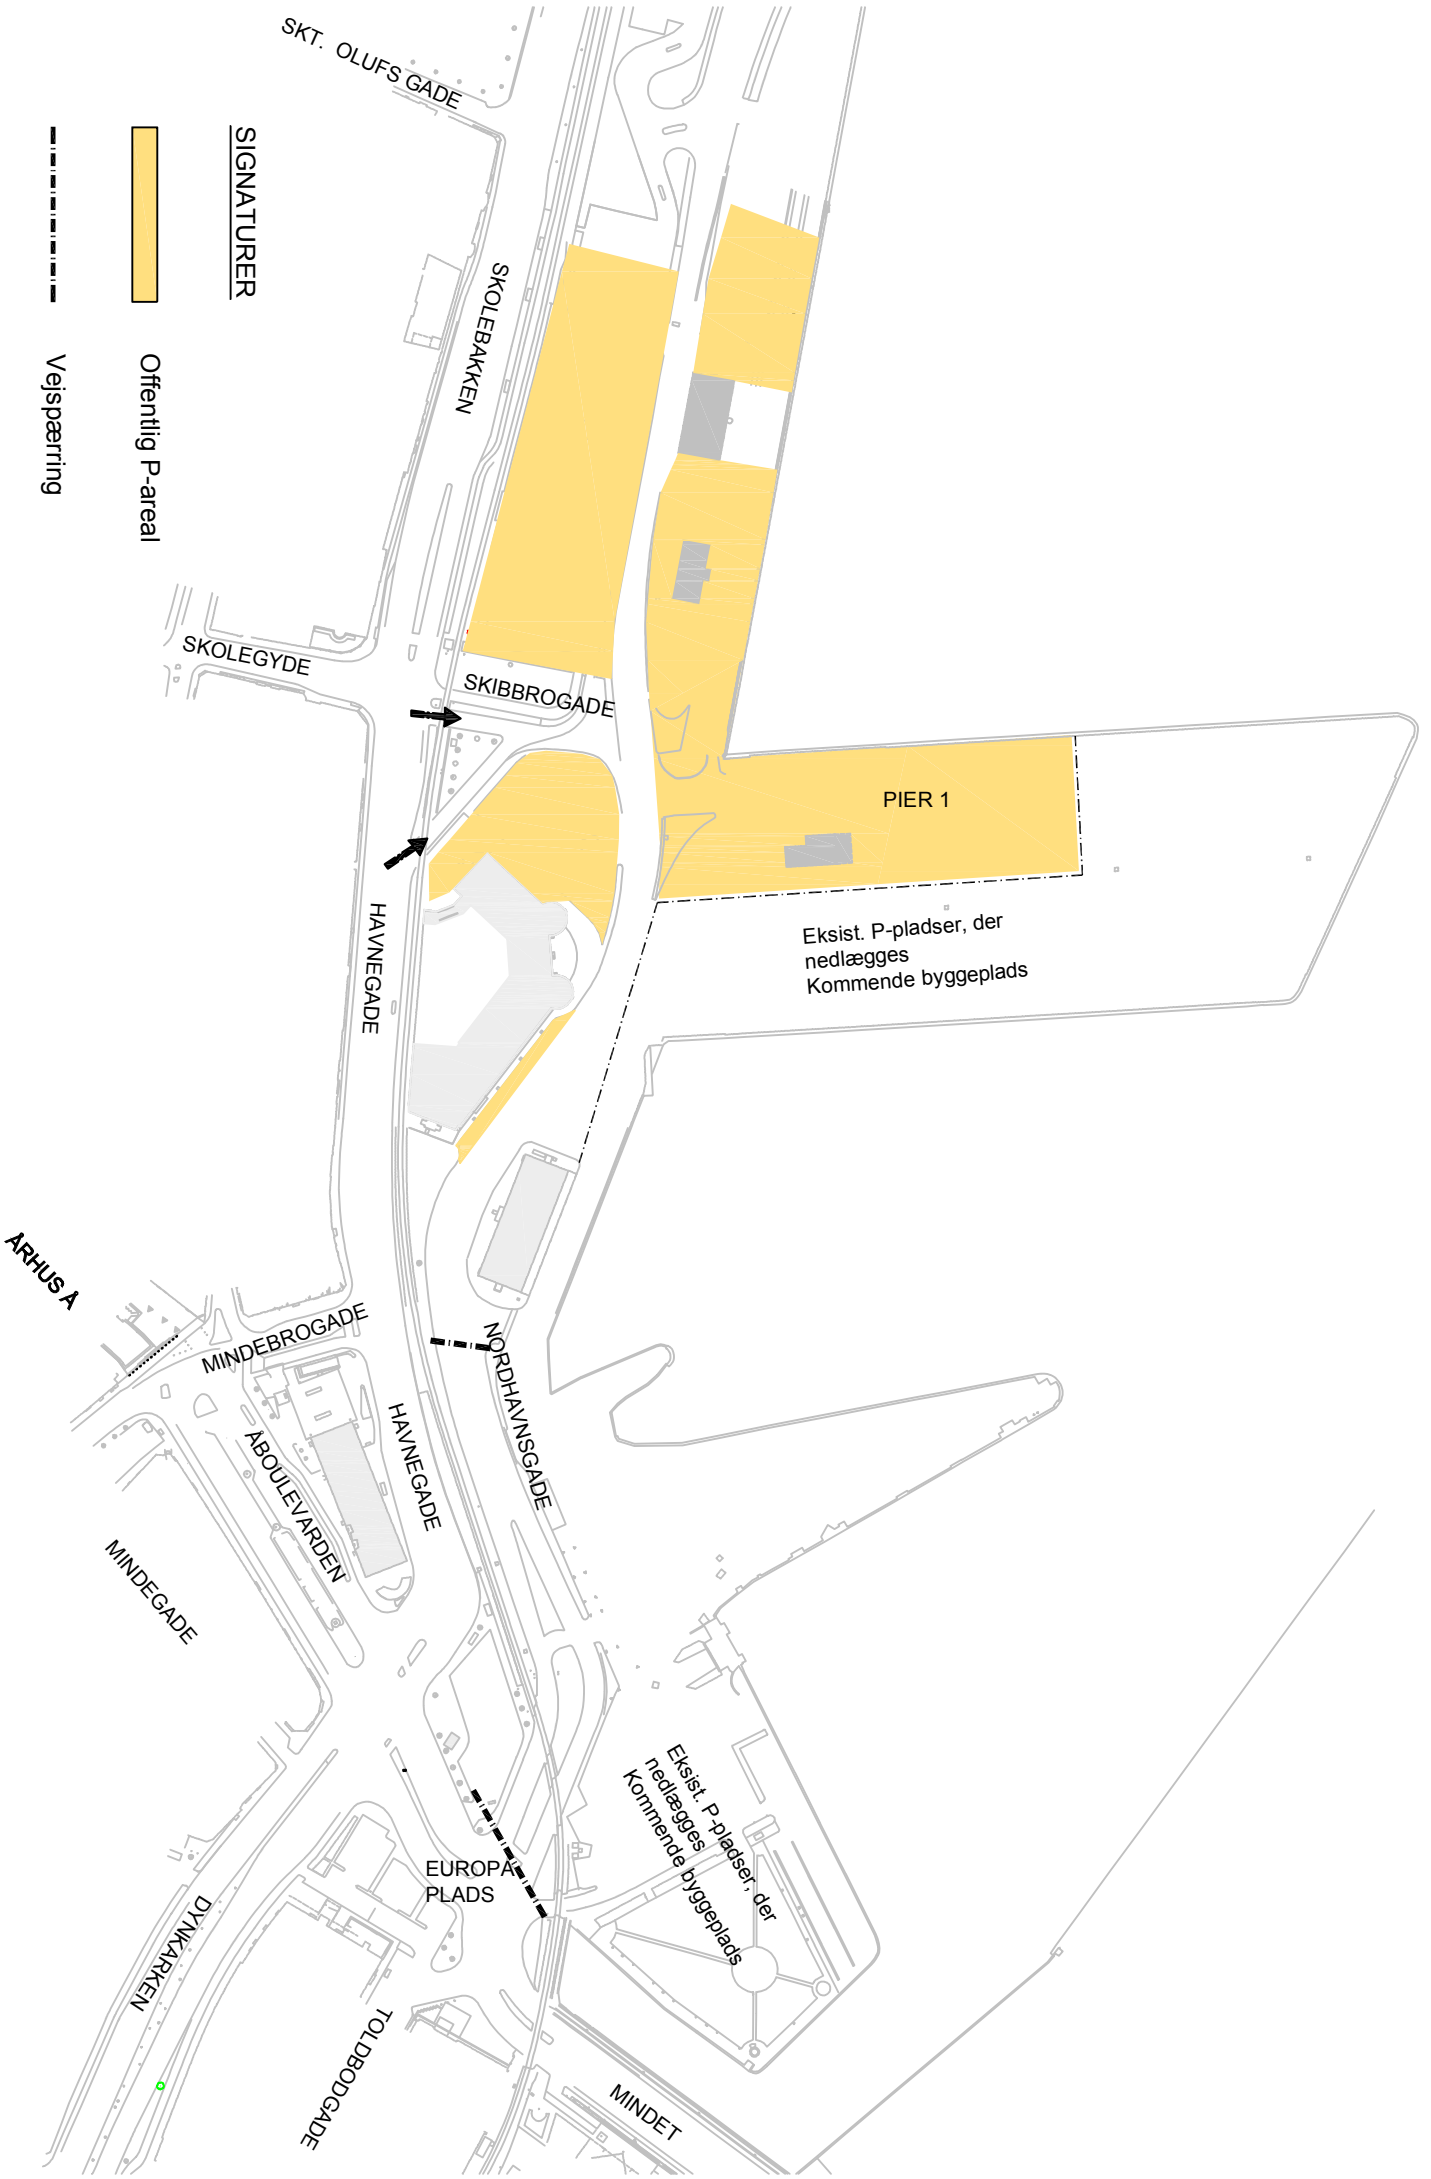 SKT. OLUFS GADE
SIGNATURER
Offentlig P-areal
Vejspærring
SKOLEBAKKEN
SKOLEGYDE
SKIBBROGADE
PIER 1
Eksist. P-pladser, der
nedlægges
Kommende byggeplads
HAVNEGADE
ÅRHUS Å
MINDEBROGADE
NORDHAVNSGADE
HAVNEGADE
ÅBOULEVARDEN
MINDEGADE
Eksist. P-pladser, der
nedlægges
Kommende byggeplads
EUROPA
PLADS
DYNKARKEN
TOLDBODGADE
MINDET